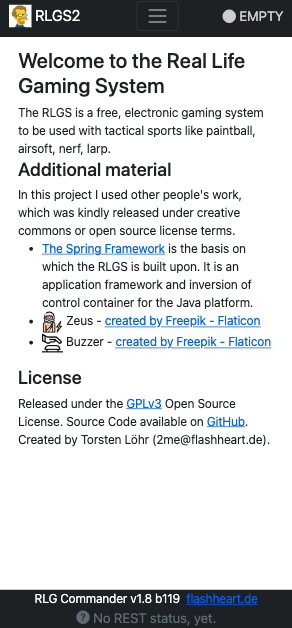 RLGS2 EMPTY
Welcome to the Real Life
Gaming System
The RLGS is a free, electronic gaming system
to be used with tactical sports like paintball,
airsoft, nerf, larp.
Additional material
In this project I used other people's work,
which was kindly released under creative
commons or open source license terms.
• The Spring Framework is the basis on
which the RLGS is built upon. It is an
application framework and inversion of
control container for the Java platform.
• Zeus - created by Freepik - Flaticon
• Buzzer - created by Freepik - Flaticon
License
Released under the GPLv3 Open Source
License. Source Code available on GitHub.
Created by Torsten Löhr (2me@flashheart.de).
RLG Commander v1.8 b119 flashheart.de
No REST status, yet.